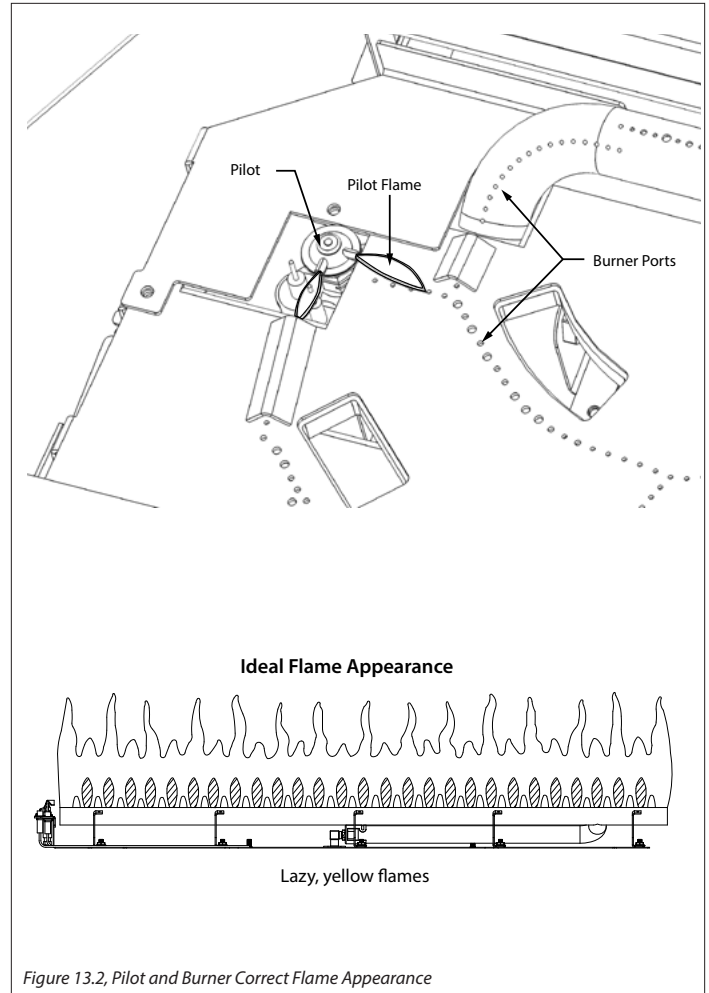 Pilot
Pilot Flame
Burner Ports
Ideal Flame Appearance
Lazy, yellow flames
Figure 13.2, Pilot and Burner Correct Flame Appearance